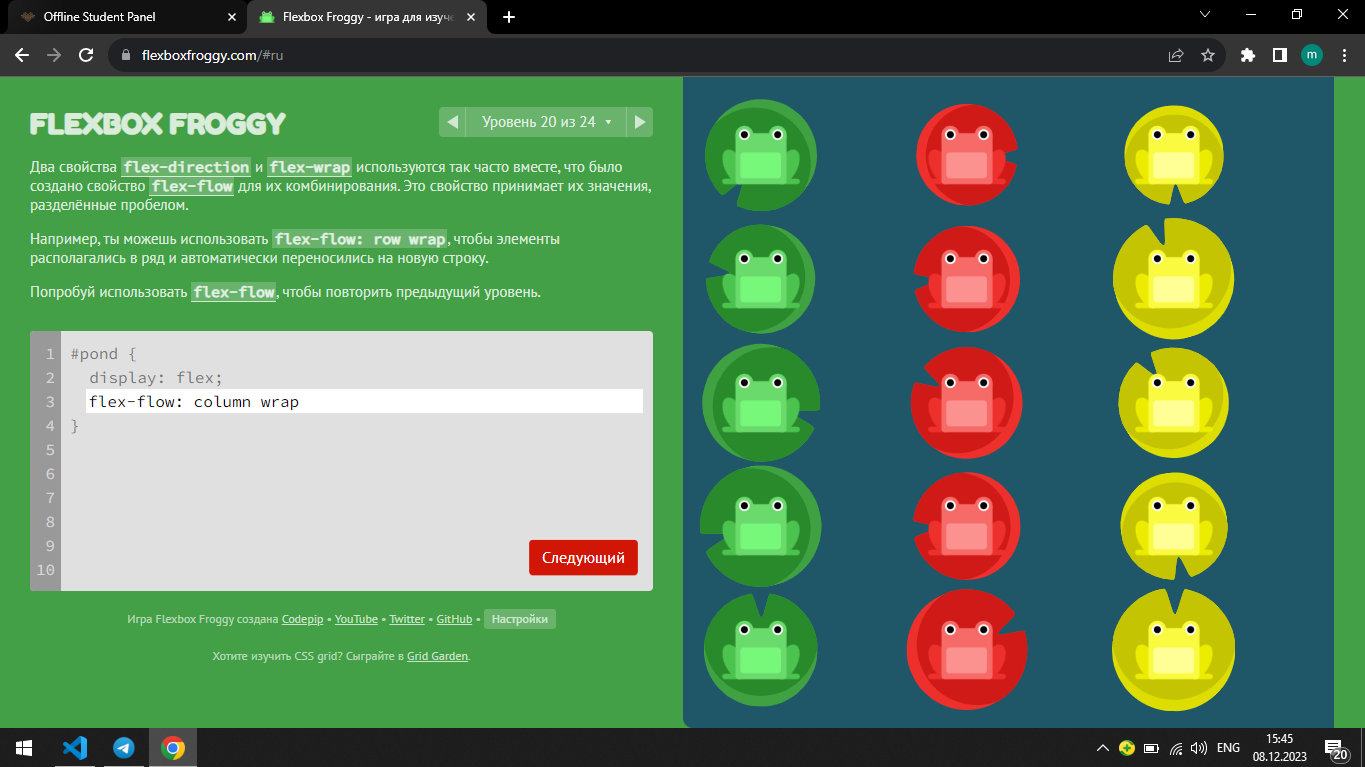 Offline Student Panel
Flexbox Froggy - игра для изуче
flexboxfroggy.com/#ru
m
FLEXBOX FROGGY
Уровень 20 из 24
Два свойства flex-direction и flex-wrap используются так часто вместе, что было
создано свойство flex-flow для их комбинирования. Это свойство принимает их значения,
разделённые пробелом.
Например, ты можешь использовать flex-flow: row wrap, чтобы элементы
располагались в ряд и автоматически переносились на новую строку.
Попробуй использовать flex-flow, чтобы повторить предыдущий уровень.
1 #pond {
2 display: flex;
3 flex-flow: column wrap
4 }
5
6
7
8
9
10
Следующий
Игра Flexbox Froggy создана Codepip • YouTube • Twitter • GitHub • Настройки
Хотите изучить CSS grid? Сыграйте в Grid Garden.
ENG
15:45
08.12.2023
20